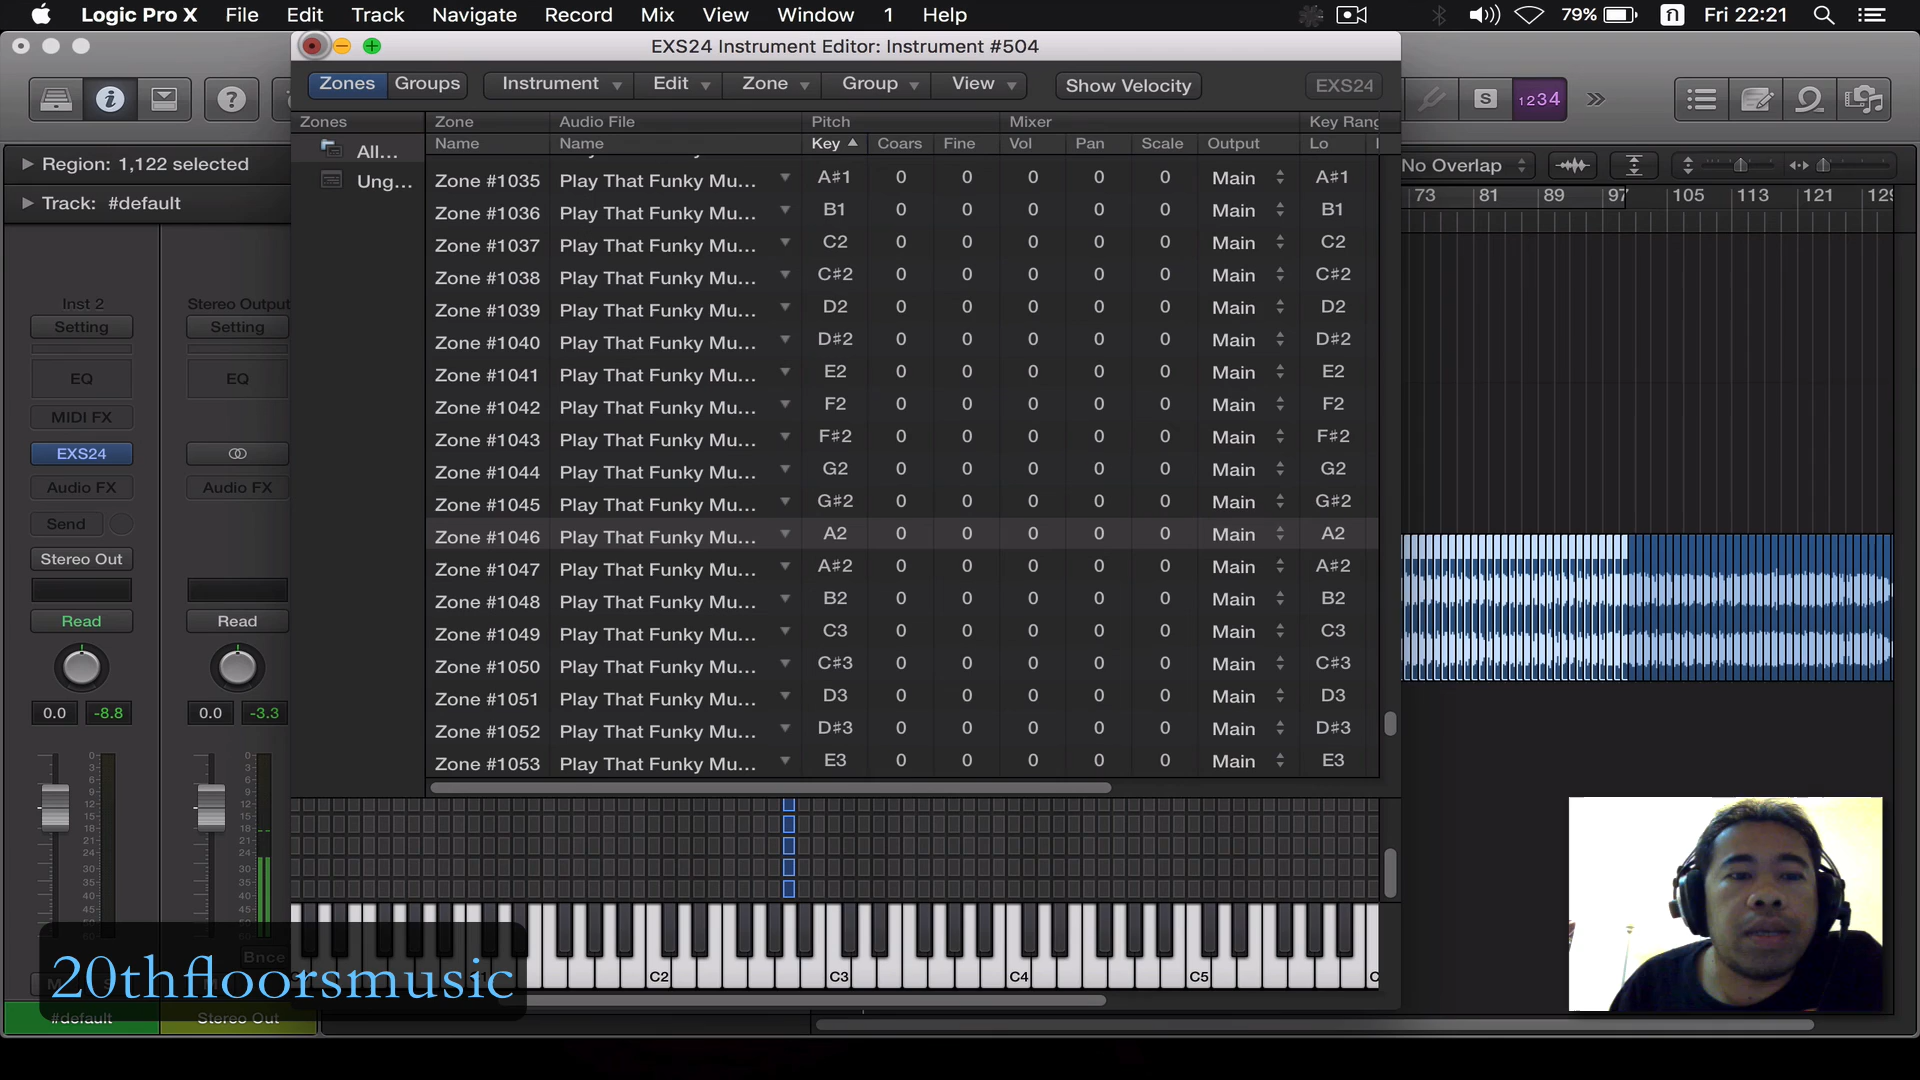 Logic Pro X File Edit Track Navigate Record Mix View Window 1 Help 79% Fri 22:21
EXS24 Instrument Editor: Instrument #504
Zones Groups Instrument Edit Zone Group View Show Velocity EXS24
S 1234
Zones Zone Audio File Pitch Mixer Key Rang
Name Name Key Coars Fine Vol Pan Scale Output Lo
All...
Ung...
Region: 1,122 selected
Track: #default
No Overlap
73 81 89 97 105 113 121 129
Zone #1035 Play That Funky Mu... A♯1 0 0 0 0 0 Main A♯1
Zone #1036 Play That Funky Mu... B1 0 0 0 0 0 Main B1
Zone #1037 Play That Funky Mu... C2 0 0 0 0 0 Main C2
Zone #1038 Play That Funky Mu... C♯2 0 0 0 0 0 Main C♯2
Zone #1039 Play That Funky Mu... D2 0 0 0 0 0 Main D2
Zone #1040 Play That Funky Mu... D♯2 0 0 0 0 0 Main D♯2
Zone #1041 Play That Funky Mu... E2 0 0 0 0 0 Main E2
Zone #1042 Play That Funky Mu... F2 0 0 0 0 0 Main F2
Zone #1043 Play That Funky Mu... F♯2 0 0 0 0 0 Main F♯2
Zone #1044 Play That Funky Mu... G2 0 0 0 0 0 Main G2
Zone #1045 Play That Funky Mu... G♯2 0 0 0 0 0 Main G♯2
Zone #1046 Play That Funky Mu... A2 0 0 0 0 0 Main A2
Zone #1047 Play That Funky Mu... A♯2 0 0 0 0 0 Main A♯2
Zone #1048 Play That Funky Mu... B2 0 0 0 0 0 Main B2
Zone #1049 Play That Funky Mu... C3 0 0 0 0 0 Main C3
Zone #1050 Play That Funky Mu... C♯3 0 0 0 0 0 Main C♯3
Zone #1051 Play That Funky Mu... D3 0 0 0 0 0 Main D3
Zone #1052 Play That Funky Mu... D♯3 0 0 0 0 0 Main D♯3
Zone #1053 Play That Funky Mu... E3 0 0 0 0 0 Main E3
Inst 2 Stereo Output
Setting Setting
EQ EQ
MIDI FX
EXS24
Audio FX Audio FX
Send
Stereo Out
Read Read
0.0 -8.8 0.0 -3.3
Bnce
C2 C3 C4 C5
20thfloorsmusic
#default Stereo Out